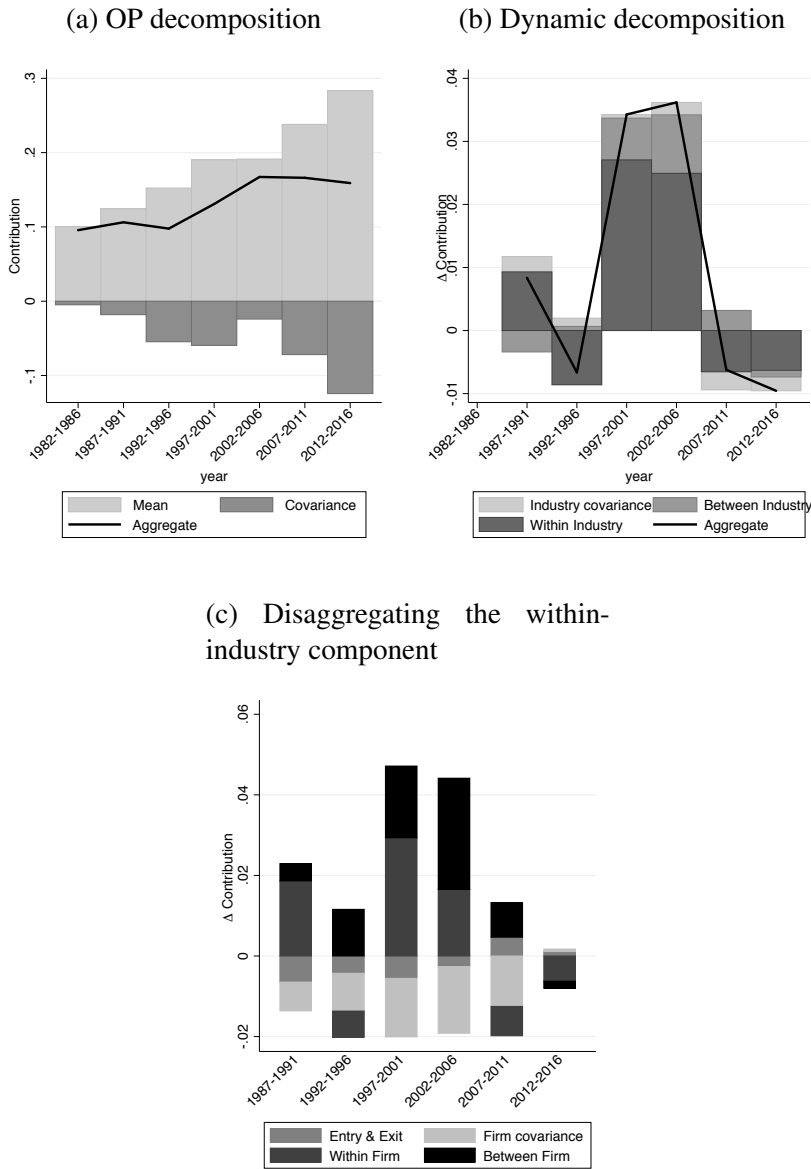 (a) OP decomposition
Contribution
.3
.2
.1
0
-.1
1982-1986
1987-1991
1992-1996
1997-2001
2002-2006
2007-2011
2012-2016
year
Mean
Covariance
Aggregate
(b) Dynamic decomposition
Δ Contribution
.04
.03
.02
.01
0
-.01
1982-1986
1987-1991
1992-1996
1997-2001
2002-2006
2007-2011
2012-2016
year
Industry covariance
Between Industry
Within Industry
Aggregate
(c) Disaggregating the within-
industry component
Δ Contribution
.06
.04
.02
0
-.02
1987-1991
1992-1996
1997-2001
2002-2006
2007-2011
2012-2016
Entry & Exit
Firm covariance
Within Firm
Between Firm